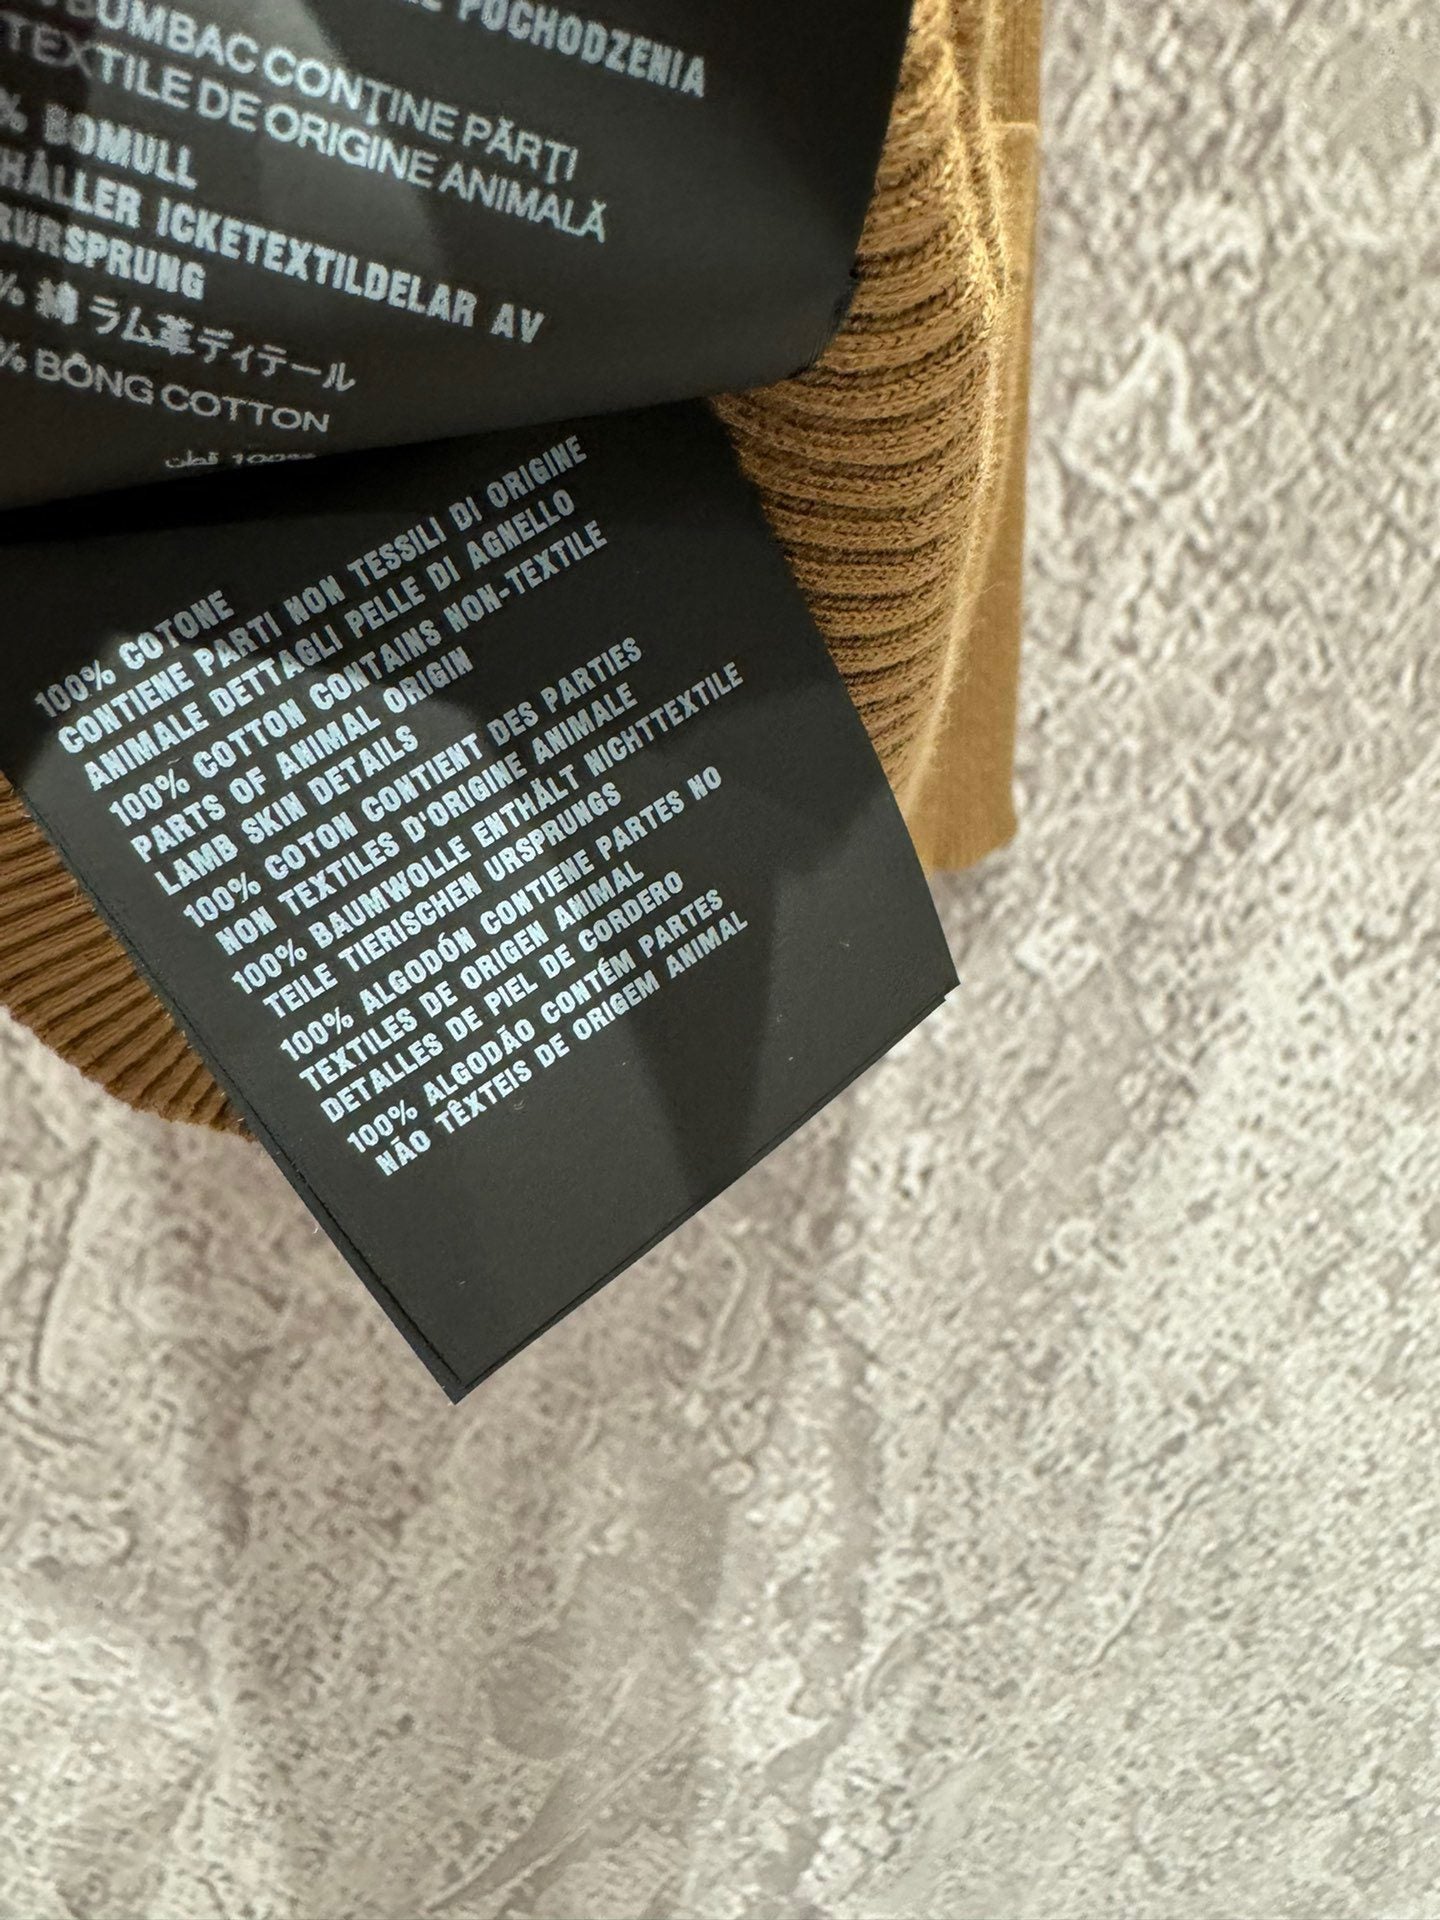 POCHODZENIA
BUMBAC CONȚINE PĂRȚI
TEXTILE DE ORIGINE ANIMALĂ
% BOMULL
ICKETEXTILDELAR AV
% 綿 ラム革ディテール
% BÔNG COTTON
100% COTONE
CONTIENE PARTI NON TESSILI DI ORIGINE
ANIMALE DETTAGLI PELLE DI AGNELLO
100% COTTON CONTAINS NON-TEXTILE
PARTS OF ANIMAL ORIGIN
LAMB SKIN DETAILS
100% COTON CONTIENT DES PARTIES
NON TEXTILES D'ORIGINE ANIMALE
100% BAUMWOLLE ENTHÄLT NICHTTEXTILE
TEILE TIERISCHEN URSPRUNGS
100% ALGODÓN CONTIENE PARTES NO
TEXTILES DE ORIGEN ANIMAL
DETALLES DE PIEL DE CORDERO
100% ALGODÃO CONTÉM PARTES
NÃO TÊXTEIS DE ORIGEM ANIMAL